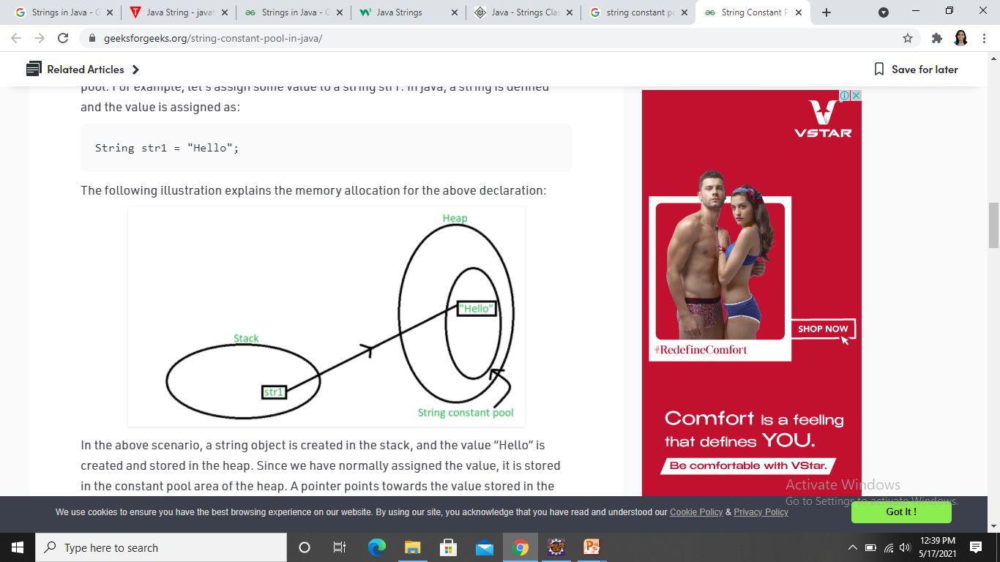 Strings in Java - G
Java String - javat
Strings in Java - G
Java Strings
Java - Strings Clas
string constant po
String Constant P
geeksforgeeks.org/string-constant-pool-in-java/
Related Articles
Save for later
pool. For example, let's assign some value to a string str1. In java, a string is defined
and the value is assigned as:
String str1 = "Hello";
The following illustration explains the memory allocation for the above declaration:
Heap
"Hello"
Stack
str1
String constant pool
In the above scenario, a string object is created in the stack, and the value “Hello” is
created and stored in the heap. Since we have normally assigned the value, it is stored
in the constant pool area of the heap. A pointer points towards the value stored in the
VSTAR
SHOP NOW
#RedefineComfort
Comfort is a feeling
that defines YOU.
Be comfortable with VStar.
Activate Windows
Go to Settings to activate Windows.
We use cookies to ensure you have the best browsing experience on our website. By using our site, you acknowledge that you have read and understood our Cookie Policy & Privacy Policy
Got It !
Type here to search
12:39 PM
5/17/2021